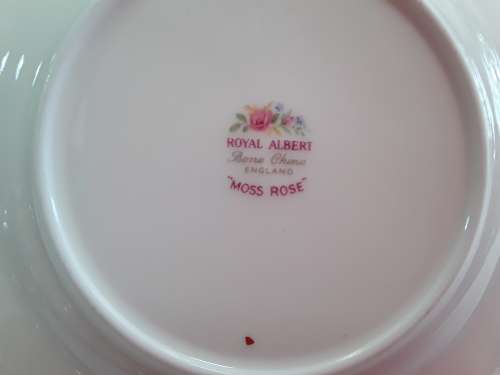 ROYAL ALBERT
Bone China
ENGLAND
"MOSS ROSE"